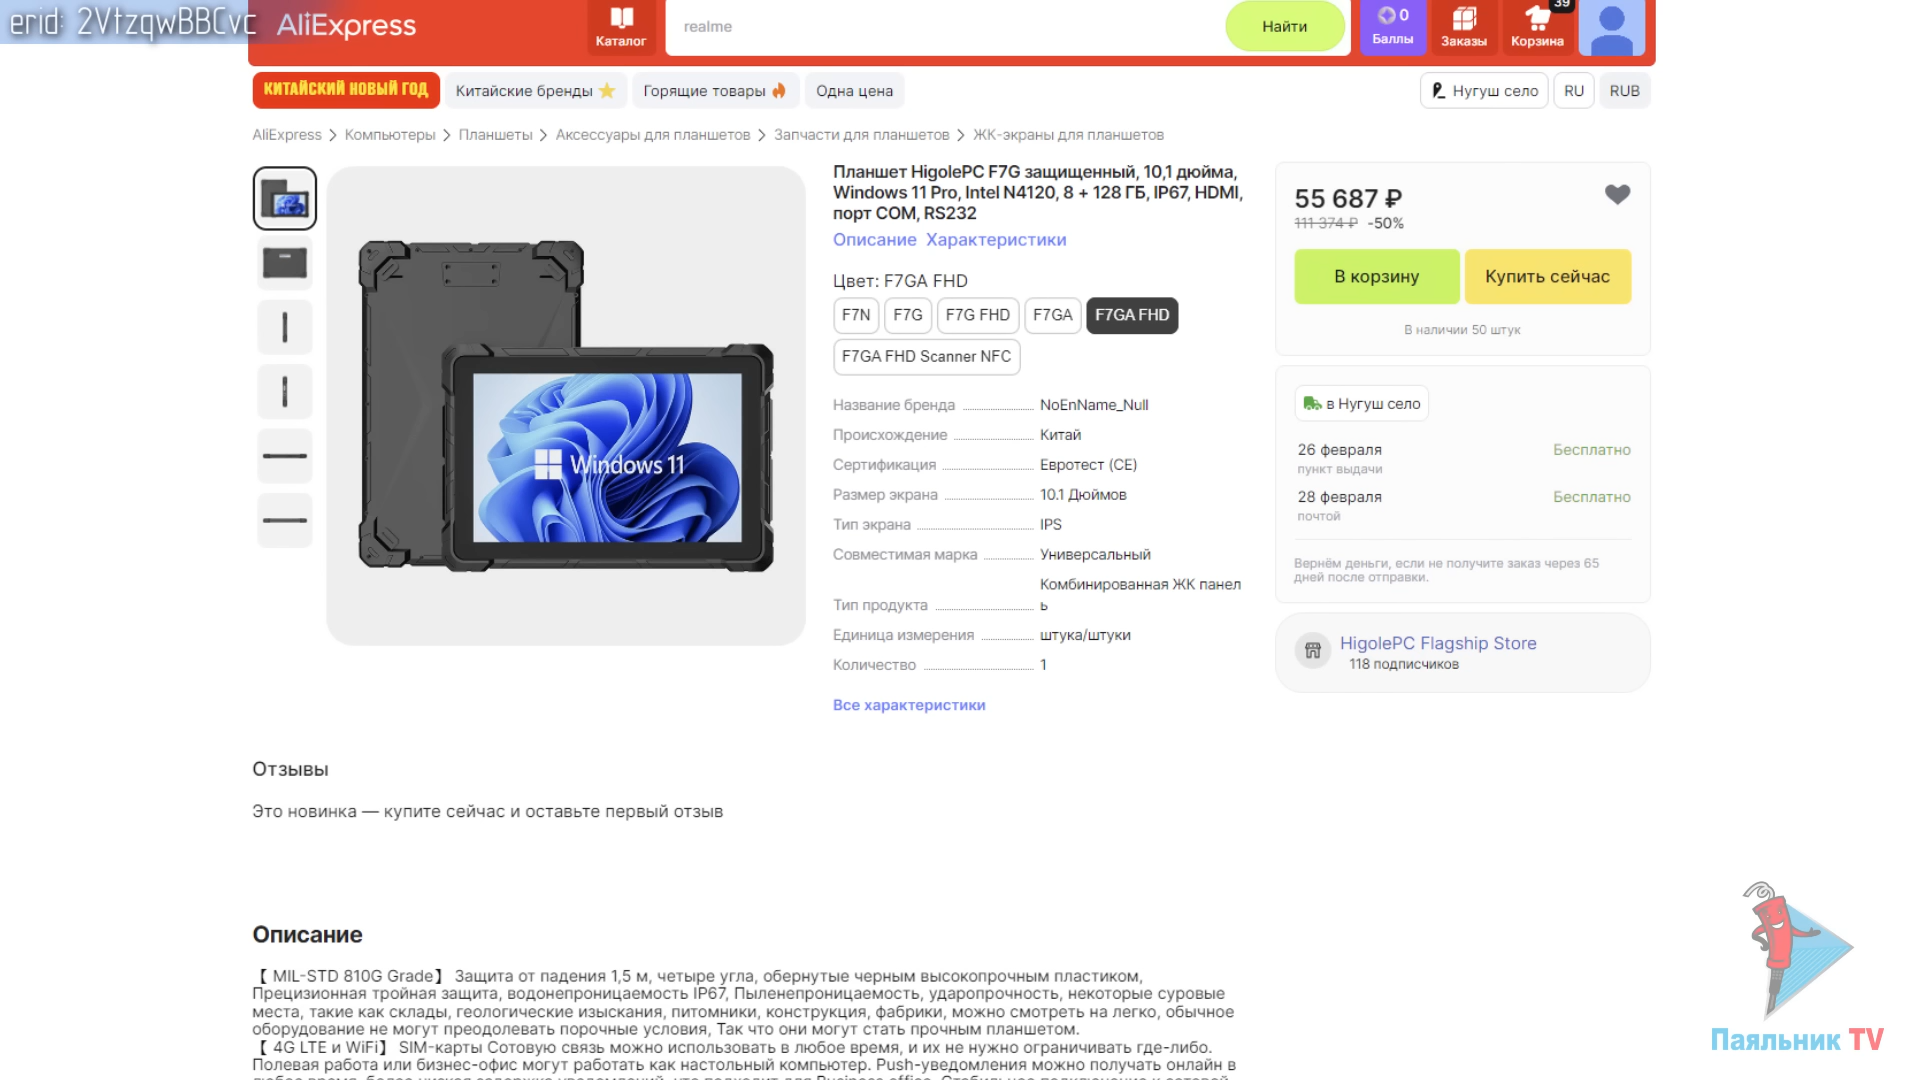 erid: 2VtzqwBBCvc
AliExpress
Каталог
realme
Найти
0
Баллы
Заказы
39
Корзина
КИТАЙСКИЙ НОВЫЙ ГОД
Китайские бренды
Горящие товары
Одна цена
Нугуш село
RU
RUB
AliExpress > Компьютеры > Планшеты > Аксессуары для планшетов > Запчасти для планшетов > ЖК-экраны для планшетов
Планшет HigolePC F7G защищенный, 10,1 дюйма,
Windows 11 Pro, Intel N4120, 8 + 128 ГБ, IP67, HDMI,
порт COM, RS232
Описание Характеристики
Цвет: F7GA FHD
F7N
F7G
F7G FHD
F7GA
F7GA FHD
F7GA FHD Scanner NFC
Windows 11
Название бренда NoEnName_Null
Происхождение Китай
Сертификация Евротест (CE)
Размер экрана 10.1 Дюймов
Тип экрана IPS
Совместимая марка Универсальный
Комбинированная ЖК панел
Тип продукта ь
Единица измерения штука/штуки
Количество 1
Все характеристики
55 687 ₽
111 374 ₽ -50%
В корзину
Купить сейчас
В наличии 50 штук
в Нугуш село
26 февраля Бесплатно
пункт выдачи
28 февраля Бесплатно
почтой
Вернём деньги, если не получите заказ через 65
дней после отправки.
HigolePC Flagship Store
118 подписчиков
Отзывы
Это новинка — купите сейчас и оставьте первый отзыв
Описание
【 MIL-STD 810G Grade】 Защита от падения 1,5 м, четыре угла, обернутые черным высокопрочным пластиком,
Прецизионная тройная защита, водонепроницаемость IP67, Пыленепроницаемость, ударопрочность, некоторые суровые
места, такие как склады, геологические изыскания, питомники, конструкция, фабрики, можно смотреть на легко, обычное
оборудование не могут преодолевать порочные условия, Так что они могут стать прочным планшетом.
【 4G LTE и WiFi】 SIM-карты Сотовую связь можно использовать в любое время, и их не нужно ограничивать где-либо.
Полевая работа или бизнес-офис могут работать как настольный компьютер. Push-уведомления можно получать онлайн в
Паяльник TV